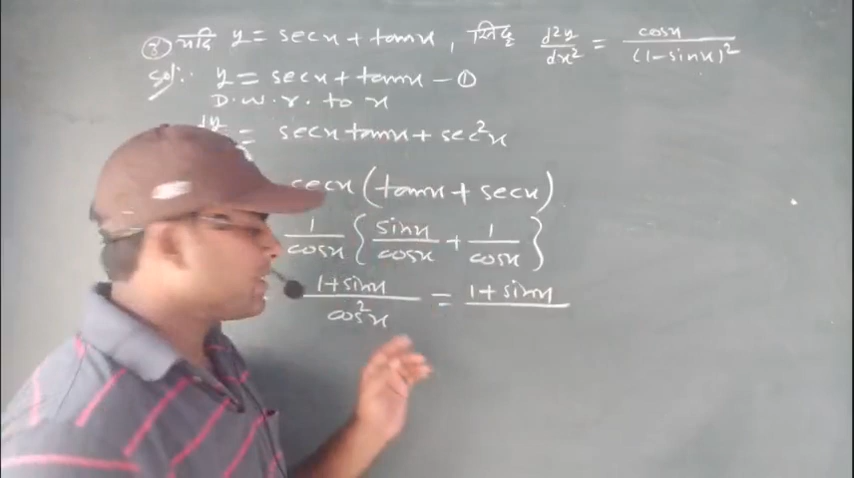 ③ यदि y = secx + tanx , सिद्ध d²y/dx² = cosx/(1-sinx)²
Sol:. y = secx + tanx - ①
D.w.r. to x
dy = secx tanx + sec²x
secx (tanx + secx)
1/cosx { sinx/cosx + 1/cosx }
1+sinx/cos²x = 1+sinx